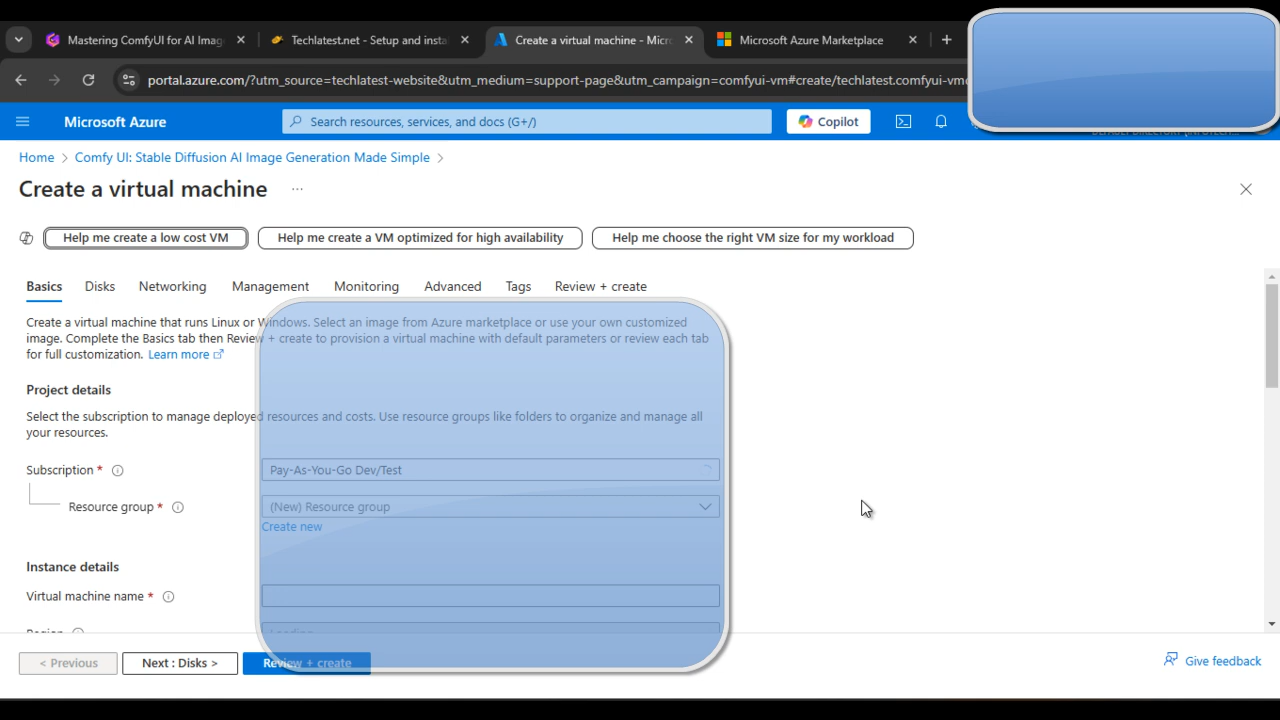 Mastering ComfyUI for AI Imag
Techlatest.net - Setup and insta
Create a virtual machine - Micr
Microsoft Azure Marketplace
portal.azure.com/?utm_source=techlatest-website&utm_medium=support-page&utm_campaign=comfyui-vm#create/techlatest.comfyui-vm
Microsoft Azure
Search resources, services, and docs (G+/)
Copilot
Home > Comfy UI: Stable Diffusion AI Image Generation Made Simple >
Create a virtual machine ...
Help me create a low cost VM
Help me create a VM optimized for high availability
Help me choose the right VM size for my workload
Basics Disks Networking Management Monitoring Advanced Tags Review + create
Create a virtual machine that runs Linux or Windows. Select an image from Azure marketplace or use your own customized
image. Complete the Basics tab then Review + create to provision a virtual machine with default parameters or review each tab
for full customization. Learn more
Project details
Select the subscription to manage deployed resources and costs. Use resource groups like folders to organize and manage all
your resources.
Subscription *
Pay-As-You-Go Dev/Test
Resource group *
(New) Resource group
Create new
Instance details
Virtual machine name *
Region
< Previous
Next : Disks >
Review + create
Give feedback